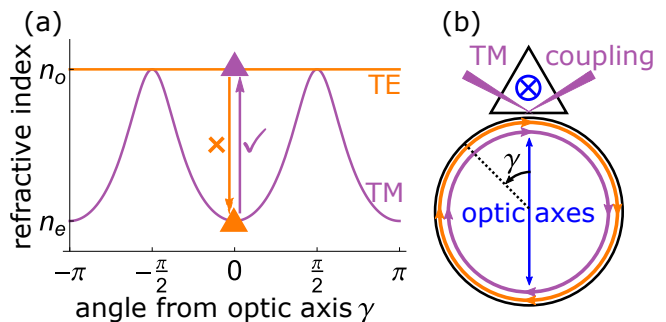 (a)
refractive index
n_o
n_e
TE
TM
×
✓
−π
−π/2
0
π/2
π
angle from optic axis γ
(b)
TM coupling
⊗
γ
optic axes